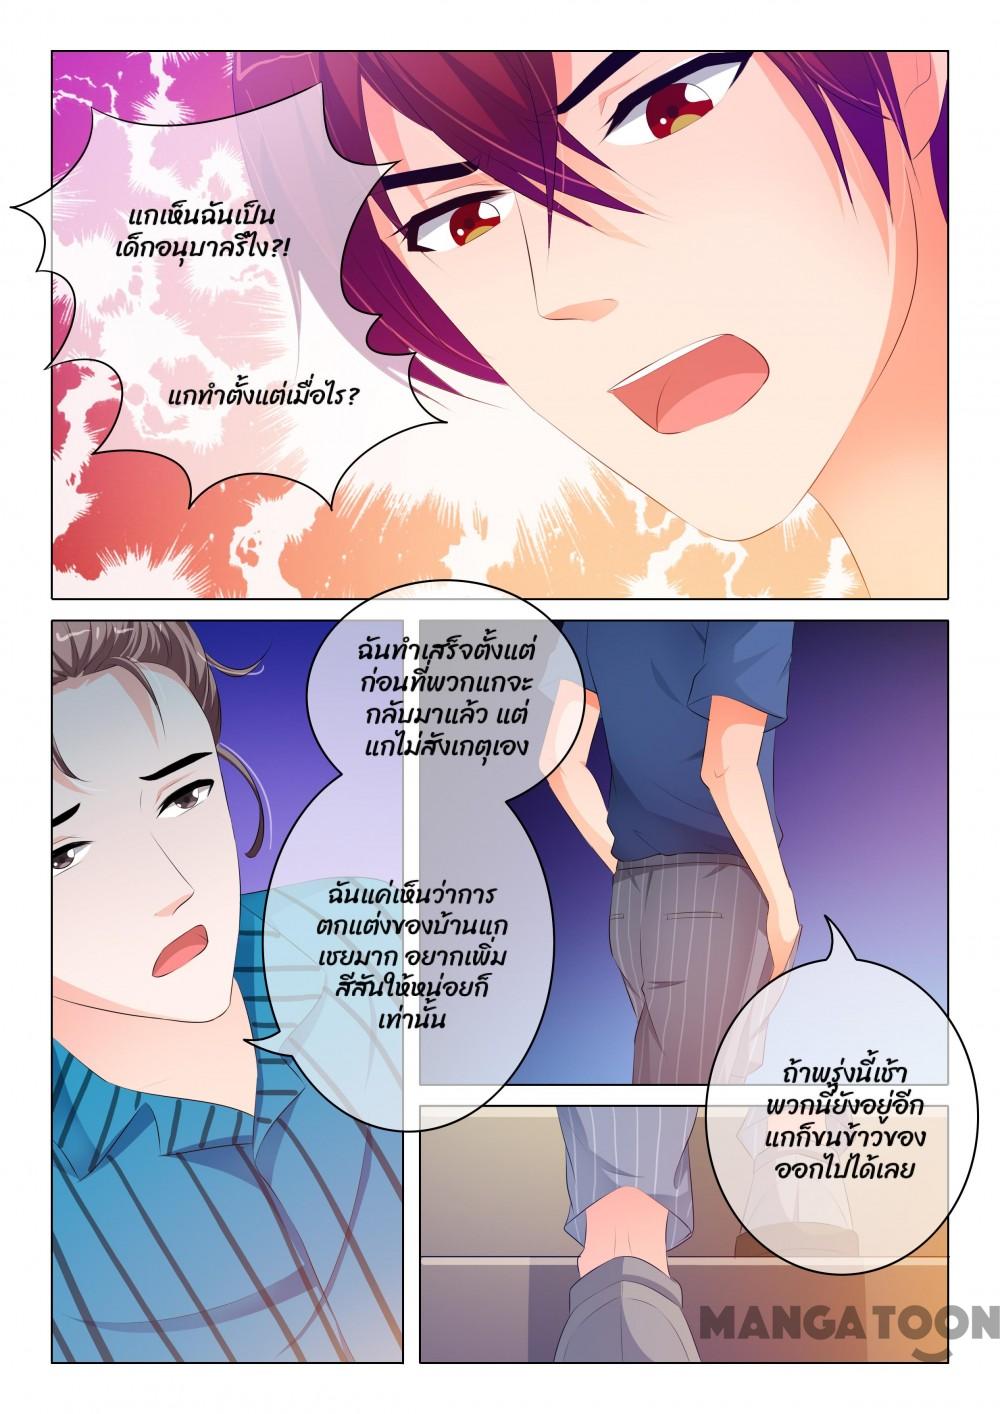 แกเห็นฉันเป็น
เด็กอนุบาลรึไง?!
แกทำตั้งแต่เมื่อไร?
ฉันทำเสร็จตั้งแต่
ก่อนที่พวกแกจะ
กลับมาแล้ว แต่
แกไม่สังเกตุเอง
ฉันแค่เห็นว่าการ
ตกแต่งของบ้านแก
เชยมาก อยากเพิ่ม
สีสันให้หน่อยก็
เท่านั้น
ถ้าพรุ่งนี้เช้า
พวกนี้ยังอยู่อีก
แกก็ขนข้าวของ
ออกไปได้เลย
MANGATOON